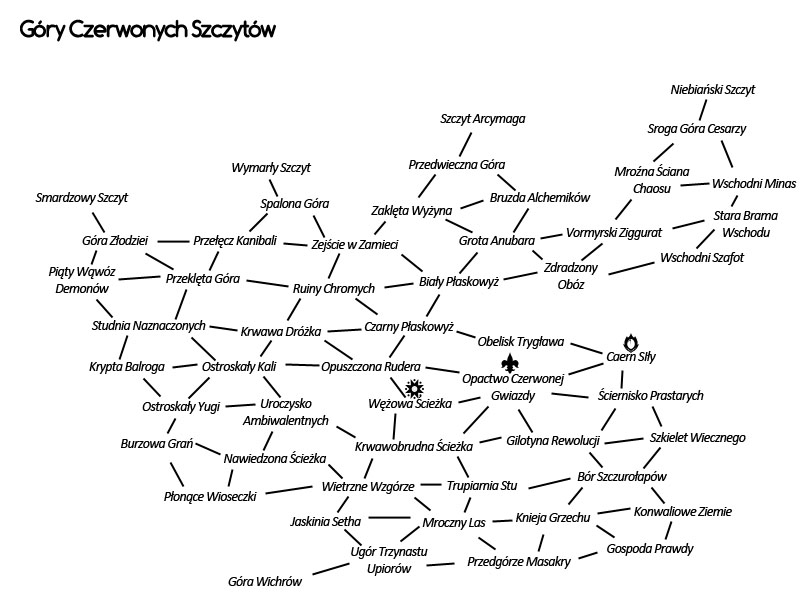 Góry Czerwonych Szczytów
Niebiański Szczyt
Szczyt Arcymaga
Sroga Góra Cesarzy
Wymarły Szczyt
Przedwieczna Góra
Mroźna Ściana
Chaosu
Wschodni Minas
Smardzowy Szczyt
Spalona Góra
Zaklęta Wyżyna
Bruzda Alchemików
Stara Brama
Wschodu
Góra Złodziei
Przełęcz Kanibali
Zejście w Zamieci
Grota Anubara
Vormyrski Ziggurat
Wschodni Szafot
Piąty Wąwóz
Demonów
Przeklęta Góra
Ruiny Chromych
Biały Płaskowyż
Zdradzony
Obóz
Studnia Naznaczonych
Krwawa Dróżka
Czarny Płaskowyż
Obelisk Trygława
Caern Siły
Krypta Balroga
Ostroskały Kali
Opuszczona Rudera
Opactwo Czerwonej
Gwiazdy
Ściernisko Prastarych
Ostroskały Yugi
Uroczysko
Ambiwalentnych
Wężowa Ścieżka
Burzowa Grań
Krwawobrudna Ścieżka
Gilotyna Rewolucji
Szkielet Wiecznego
Nawiedzona Ścieżka
Bór Szczurołapów
Płonące Wioseczki
Wietrzne Wzgórze
Trupiarnia Stu
Jaskinia Setha
Mroczny Las
Knieja Grzechu
Konwaliowe Ziemie
Ugór Trzynastu
Upiorów
Przedgórze Masakry
Gospoda Prawdy
Góra Wichrów